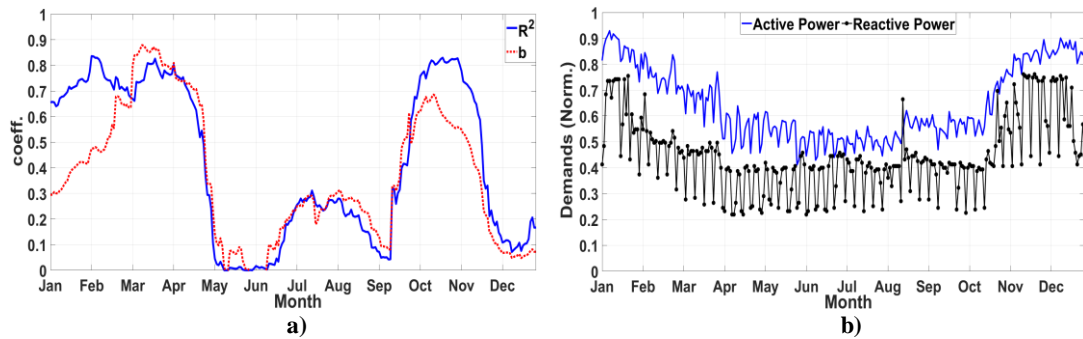 R²
b
coeff.
1
0.9
0.8
0.7
0.6
0.5
0.4
0.3
0.2
0.1
0
Jan Feb Mar Apr May Jun Jul Aug Sep Oct Nov Dec
Month
a)
Active Power Reactive Power
Demands (Norm.)
1
0.9
0.8
0.7
0.6
0.5
0.4
0.3
0.2
0.1
0
Jan Feb Mar Apr May Jun Jul Aug Sep Oct Nov Dec
Month
b)